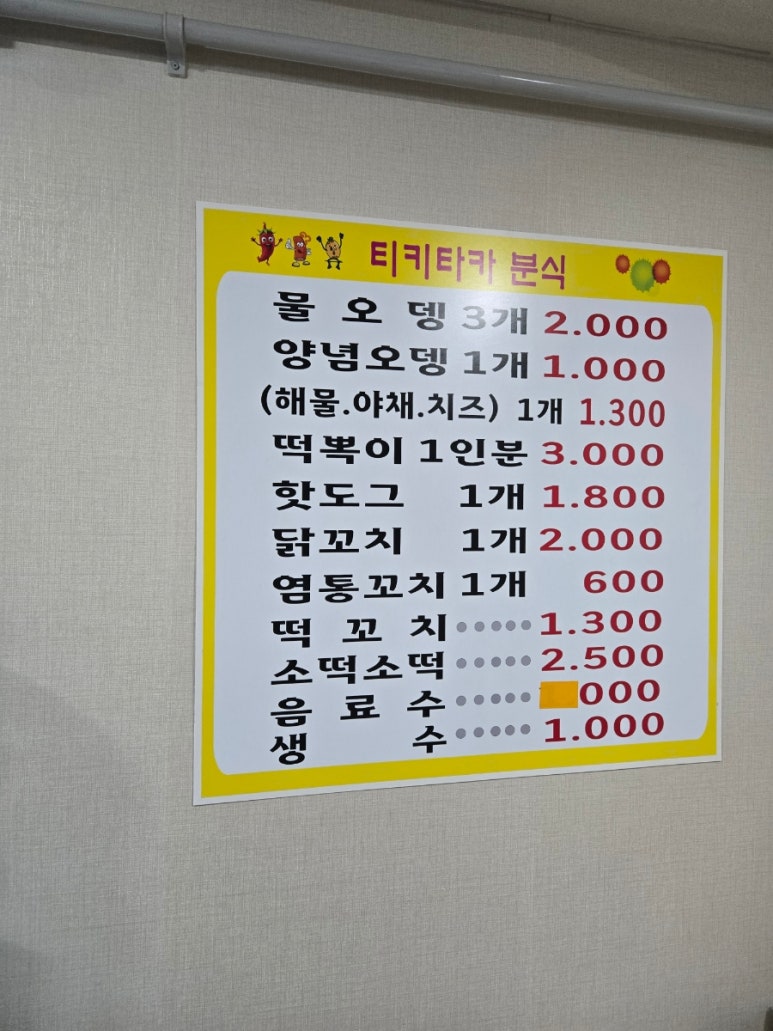 티키타카 분식
물오뎅 3개 2.000
양념오뎅 1개 1.000
(해물.야채.치즈) 1개 1.300
떡볶이 1인분 3.000
핫도그 1개 1.800
닭꼬치 1개 2.000
염통꼬치 1개 600
떡꼬치 ····· 1.300
소떡소떡 ····· 2.500
음료수 ····· 000
생수 ····· 1.000